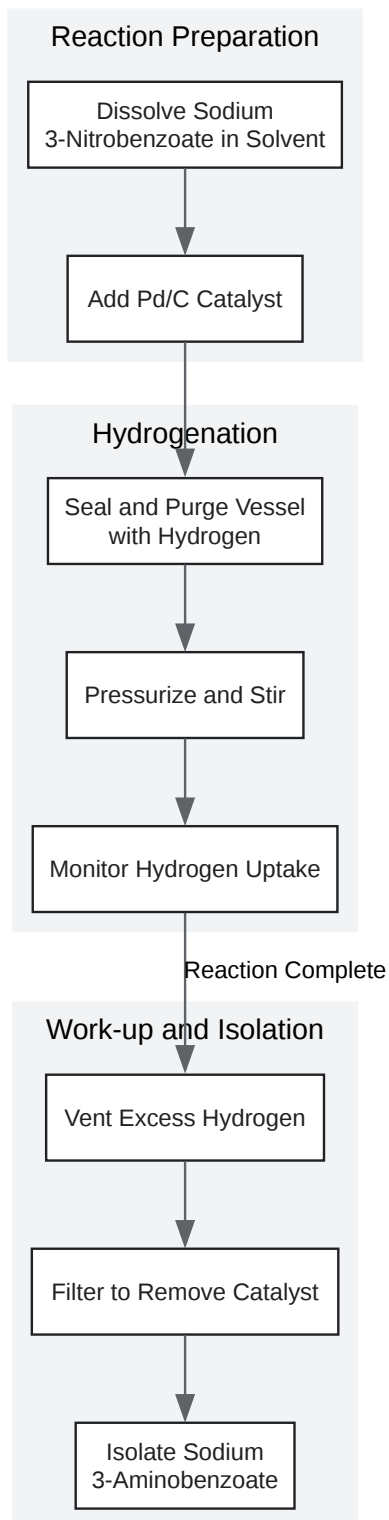 Reaction Preparation
Dissolve Sodium
3-Nitrobenzoate in Solvent
Add Pd/C Catalyst
Hydrogenation
Seal and Purge Vessel
with Hydrogen
Pressurize and Stir
Monitor Hydrogen Uptake
Reaction Complete
Work-up and Isolation
Vent Excess Hydrogen
Filter to Remove Catalyst
Isolate Sodium
3-Aminobenzoate